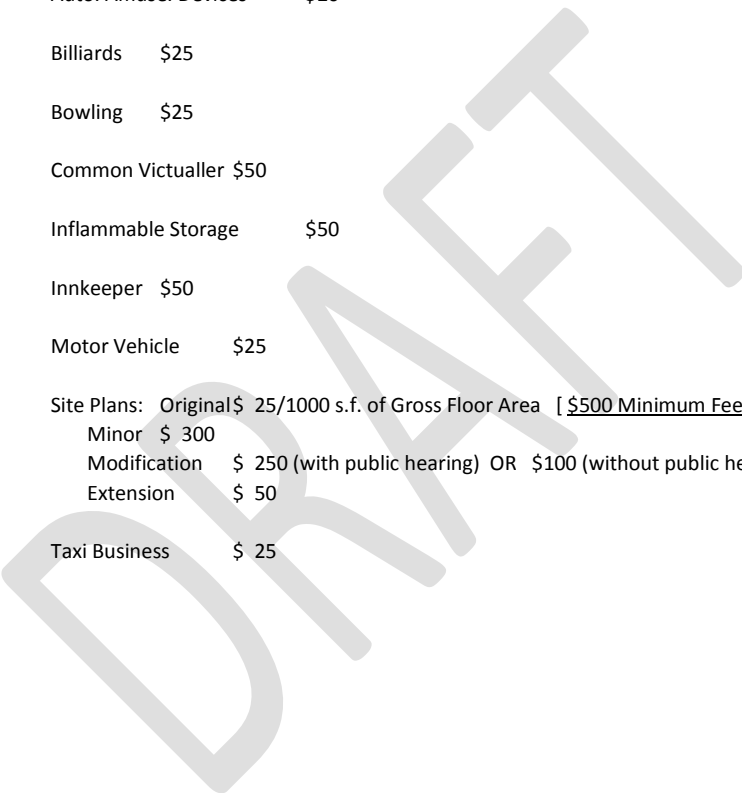 Billiards $25
Bowling $25
Common Victualler $50
Inflammable Storage $50
Innkeeper $50
Motor Vehicle $25
Site Plans: Original $ 25/1000 s.f. of Gross Floor Area [ $500 Minimum Fee
Minor $ 300
Modification $ 250 (with public hearing) OR $100 (without public he
Extension $ 50
Taxi Business $ 25
DRAFT